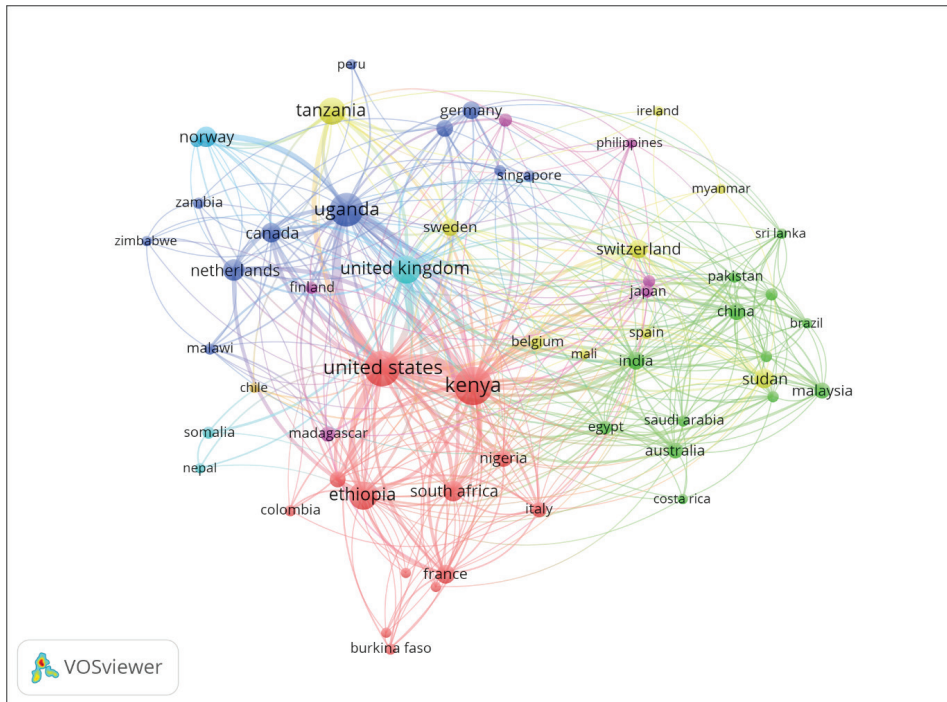 peru
tanzania
germany
ireland
norway
philippines
singapore
myanmar
zambia
uganda
canada
sweden
sri lanka
zimbabwe
switzerland
netherlands
united kingdom
pakistan
finland
japan
china
brazil
malawi
belgium
spain
mali
india
united states
kenya
sudan
chile
malaysia
somalia
madagascar
egypt
saudi arabia
nepal
nigeria
australia
ethiopia
south africa
colombia
italy
costa rica
france
burkina faso
VOSviewer